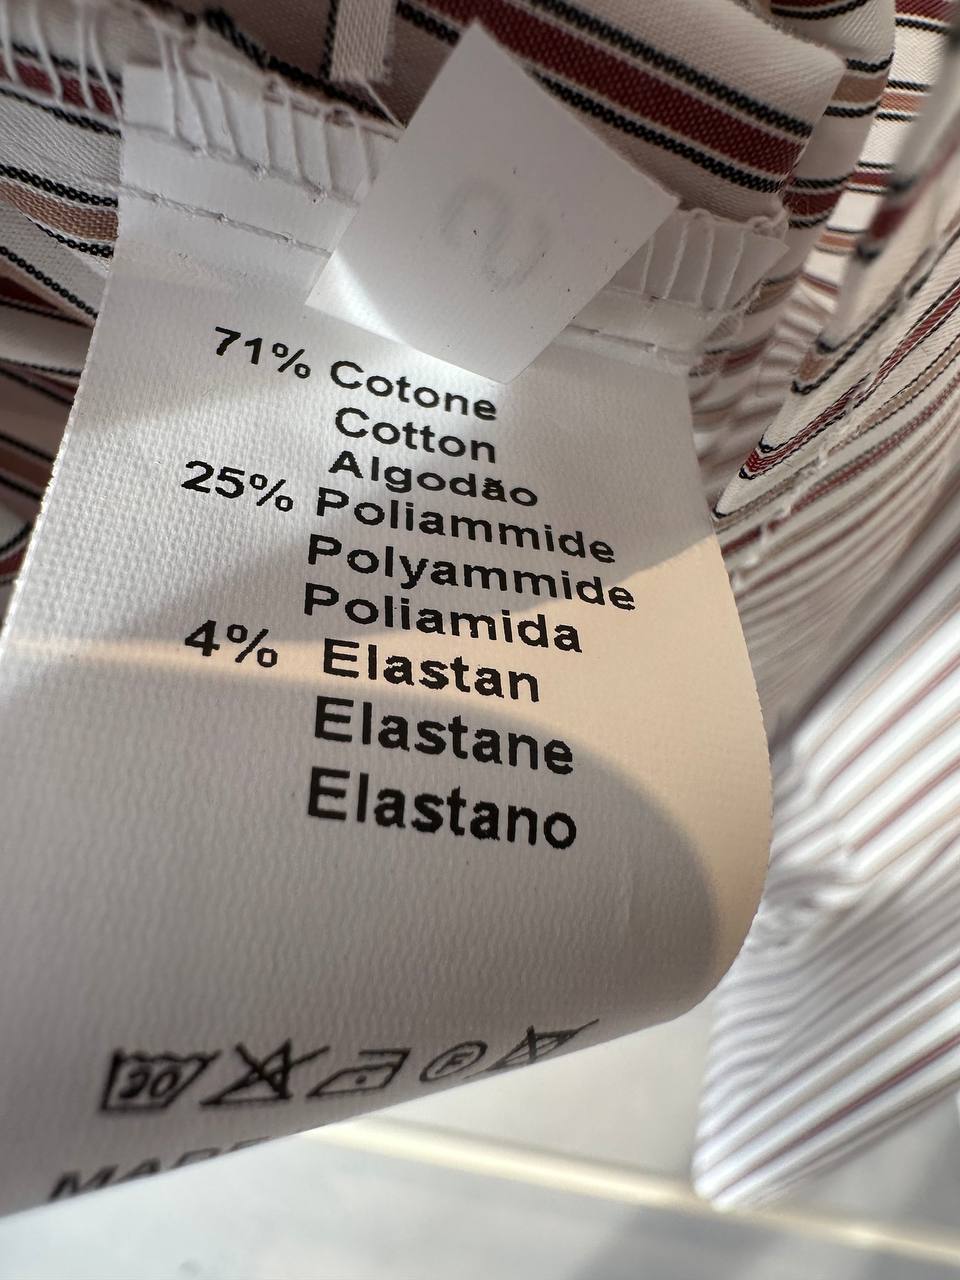 71% Cotone
Cotton
Algodão
25% Poliammide
Polyammide
Poliamida
4% Elastan
Elastane
Elastano
30 P